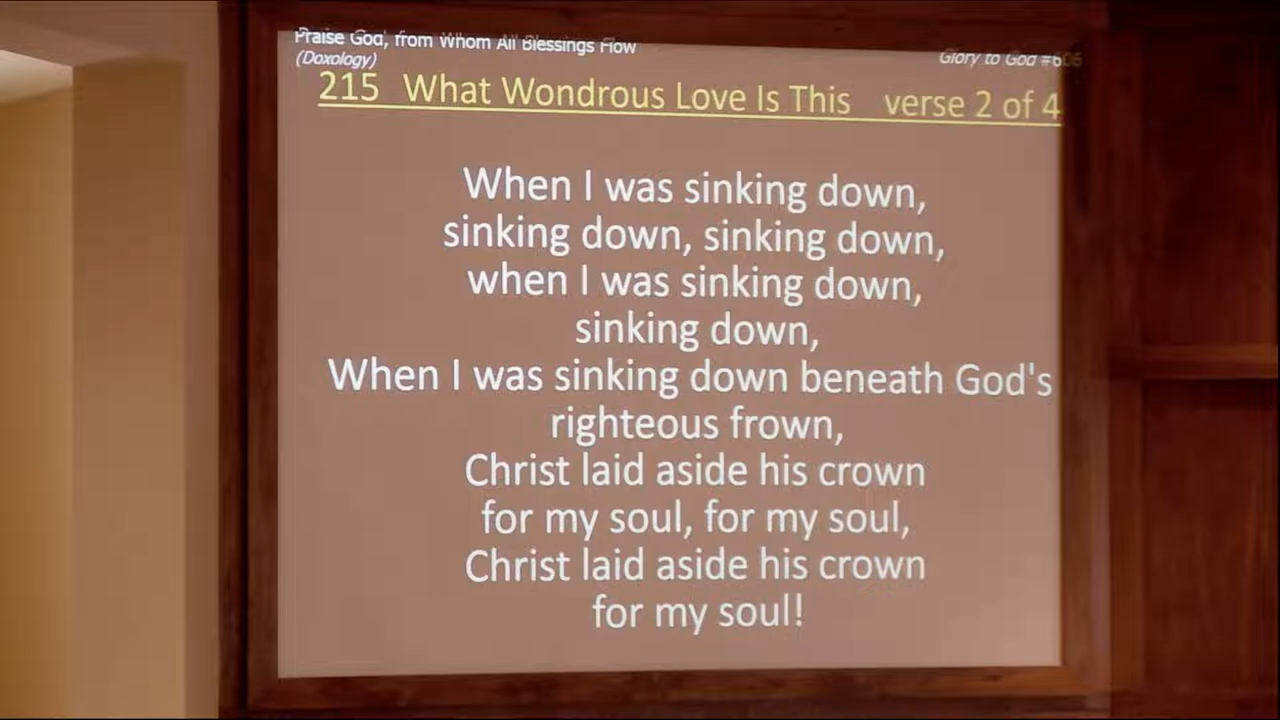 Praise God, from Whom All Blessings Flow
(Doxology)
Glory to God #606
215 What Wondrous Love Is This verse 2 of 4
When I was sinking down,
sinking down, sinking down,
when I was sinking down,
sinking down,
When I was sinking down beneath God's
righteous frown,
Christ laid aside his crown
for my soul, for my soul,
Christ laid aside his crown
for my soul!